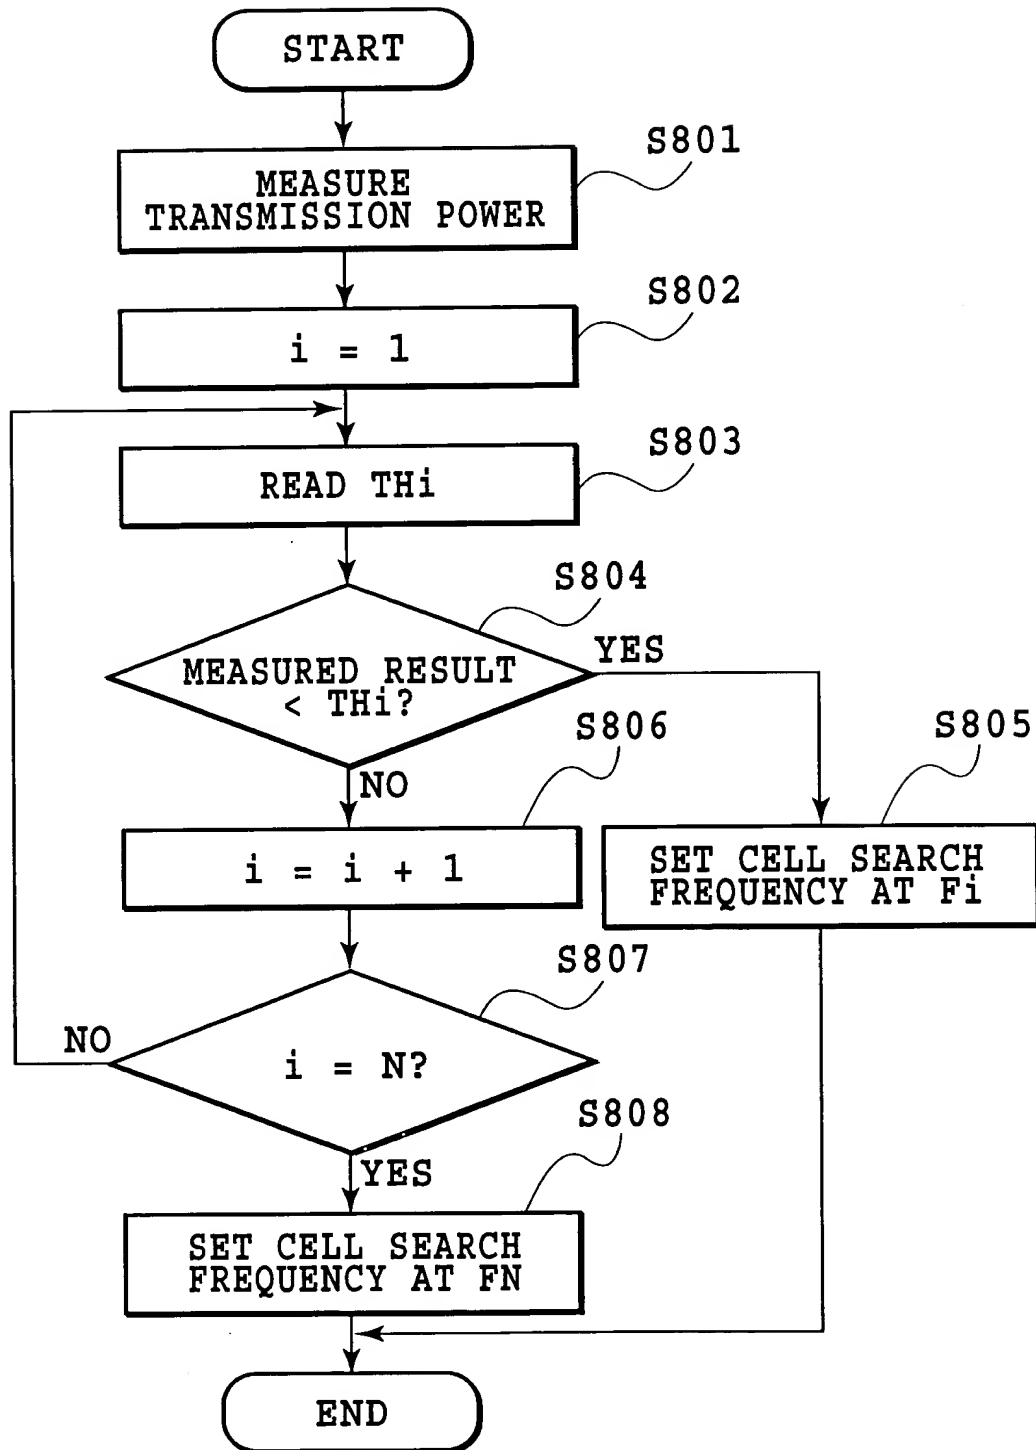 START
S801
MEASURE
TRANSMISSION POWER
S802
i = 1
S803
READ THi
S804
MEASURED RESULT
< THi?
YES
NO
S806
i = i + 1
S805
SET CELL SEARCH
FREQUENCY AT Fi
S807
NO
i = N?
YES
S808
SET CELL SEARCH
FREQUENCY AT FN
END